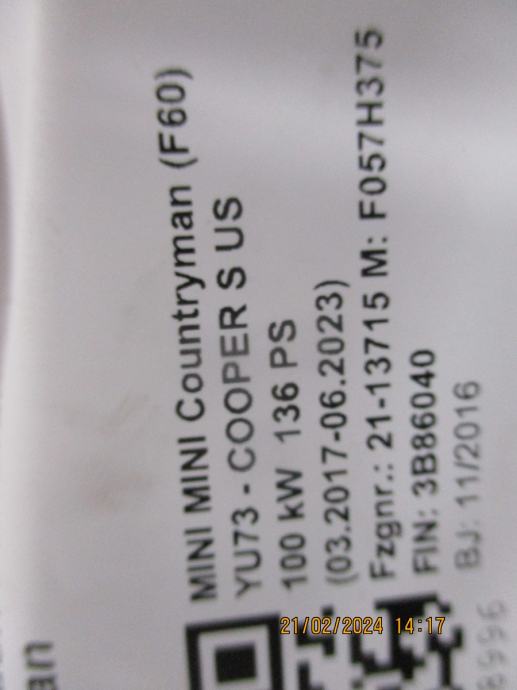 MINI MINI Countryman (F60)
YU73 - COOPER S US
100 kW 136 PS
(03.2017-06.2023)
Fzgnr.: 21-13715 M: F057H375
FIN: 3B86040
BJ: 11/2016
an
21/02/2024 14:17